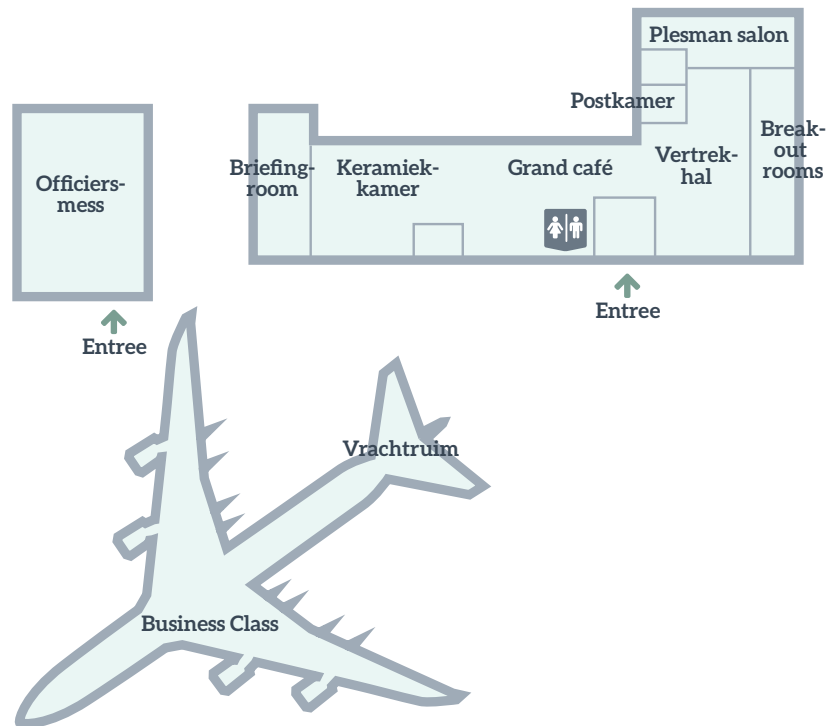 Plesman salon
Postkamer
Break-
out
rooms
Vertrek-
hal
Grand café
Keramiek-
kamer
Briefing-
room
Officiers-
mess
Entree
Entree
Vrachtruim
Business Class